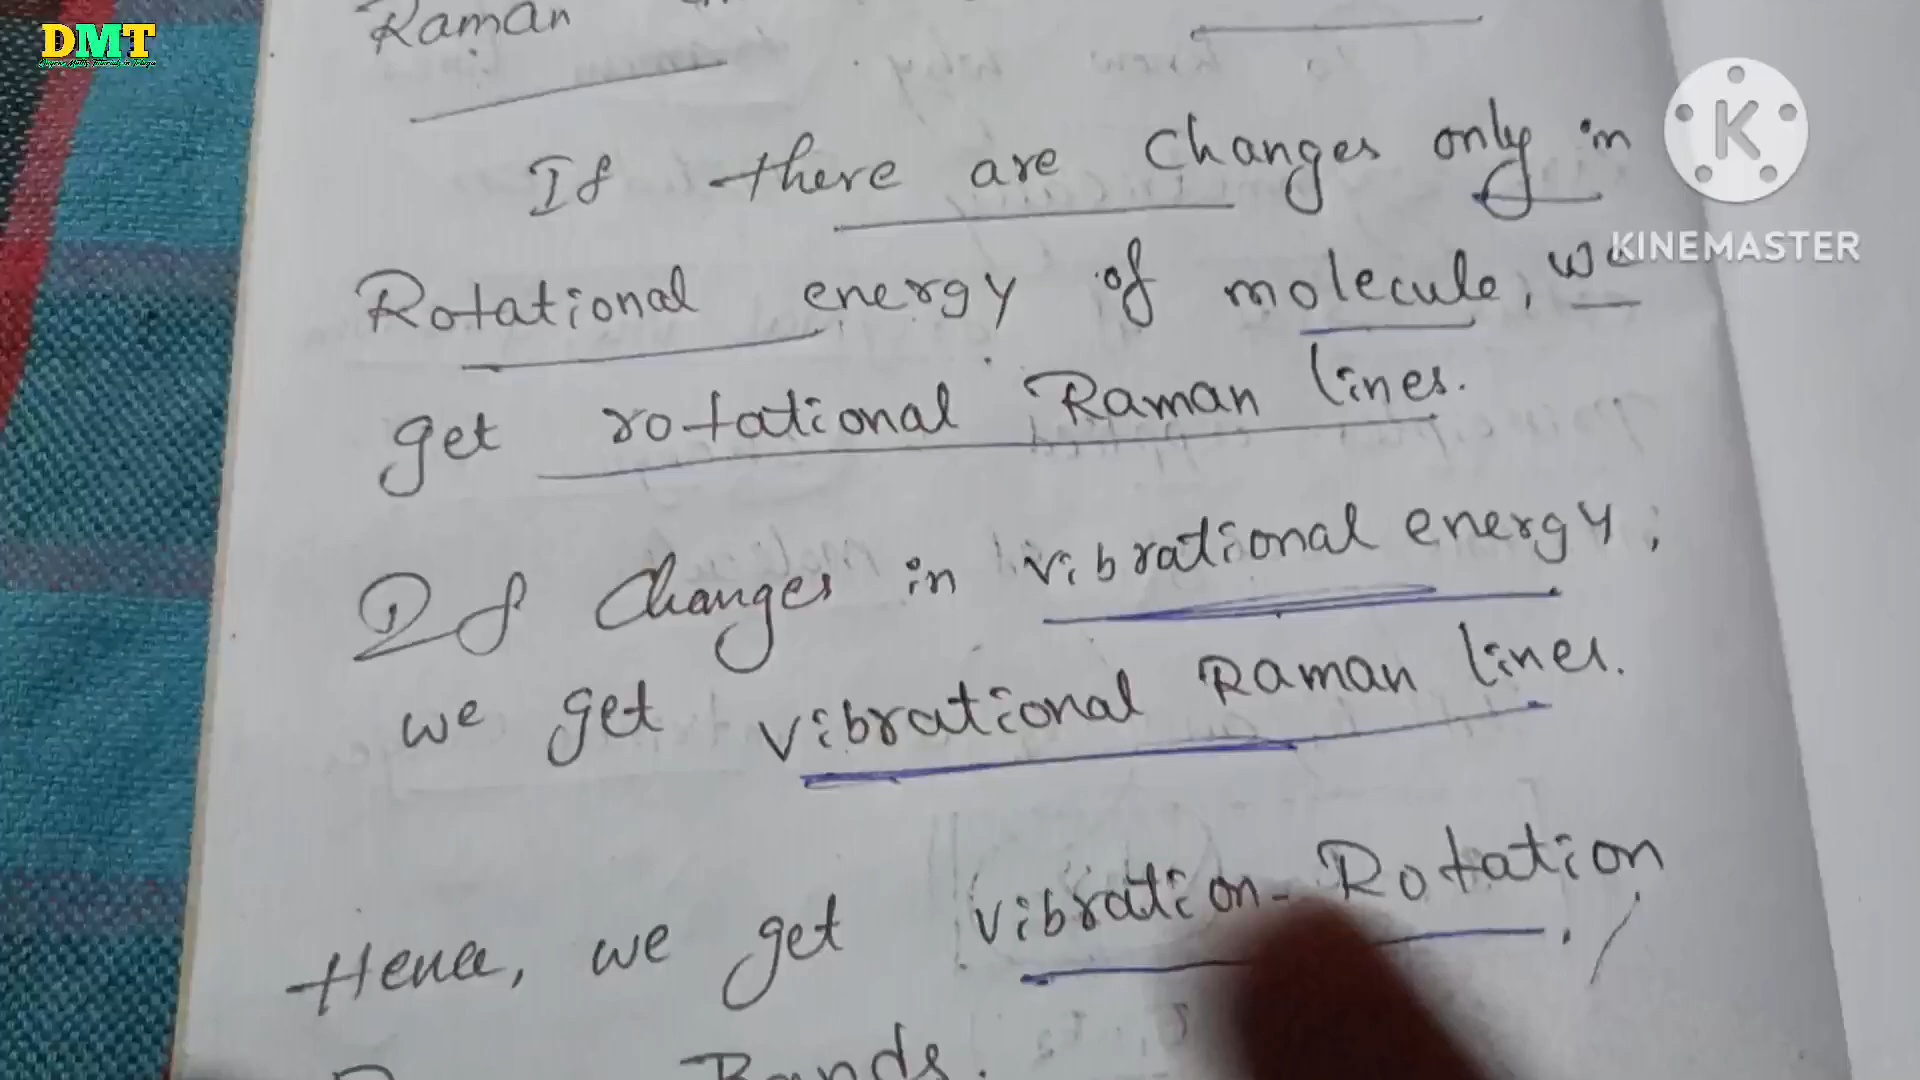 DMT
Raman
If there are changes only in
KINEMASTER
Rotational energy of molecule, we
get rotational Raman lines.
If changes in vibrational energy,
we get vibrational Raman lines.
Hence, we get vibration-Rotation
Bands.